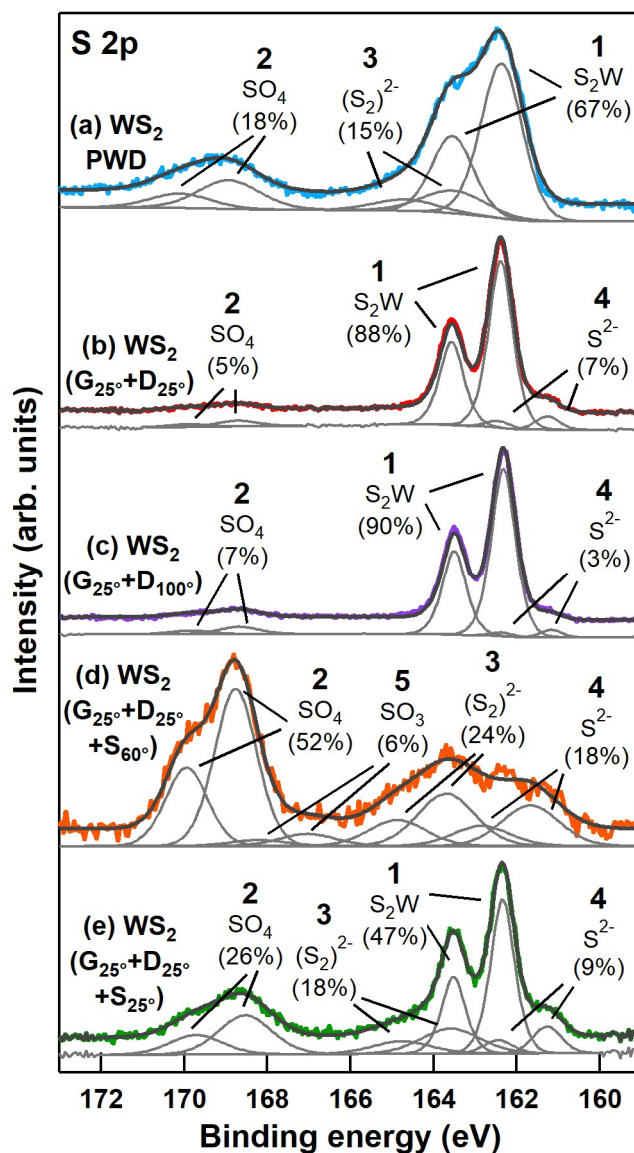 S 2p
2
SO₄
(18%)
3
(S₂)²⁻
(15%)
1
S₂W
(67%)
(a) WS₂
PWD
2
SO₄
(5%)
1
S₂W
(88%)
4
S²⁻
(7%)
(b) WS₂
(G₂₅°+D₂₅°)
2
SO₄
(7%)
1
S₂W
(90%)
4
S²⁻
(3%)
(c) WS₂
(G₂₅°+D₁₀₀°)
(d) WS₂
(G₂₅°+D₂₅°
+S₆₀°)
2
SO₄
(52%)
5
SO₃
(6%)
3
(S₂)²⁻
(24%)
4
S²⁻
(18%)
(e) WS₂
(G₂₅°+D₂₅°
+S₂₅°)
2
SO₄
(26%)
3
(S₂)²⁻
(18%)
1
S₂W
(47%)
4
S²⁻
(9%)
Intensity (arb. units)
172 170 168 166 164 162 160
Binding energy (eV)